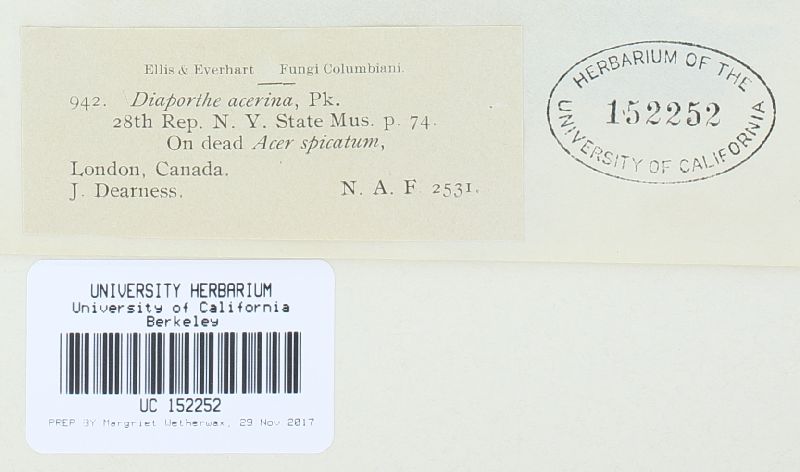 Ellis & Everhart Fungi Columbiani.
942. Diaporthe acerina, Pk.
28th Rep. N. Y. State Mus. p. 74.
On dead Acer spicatum,
London, Canada.
J. Dearness. N. A. F. 2531.
HERBARIUM OF THE
152252
UNIVERSITY OF CALIFORNIA
UNIVERSITY HERBARIUM
University of California
Berkeley
UC 152252
PREP BY Margriet Wetherwax, 29 Nov 2017